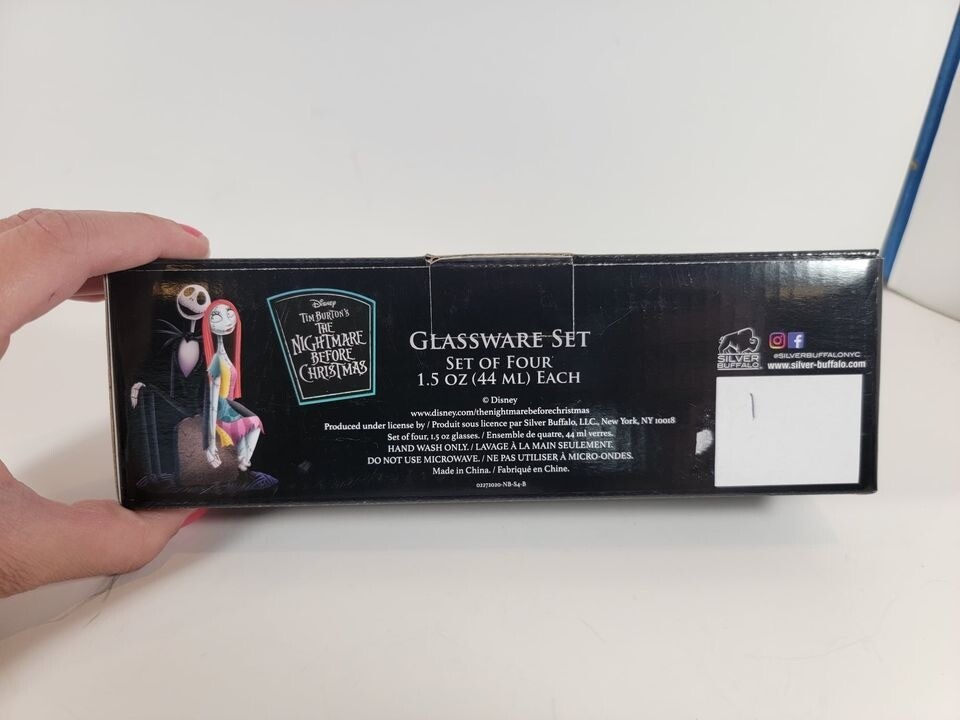 Disney
TIM BURTON'S
THE
NIGHTMARE
BEFORE
CHRISTMAS
GLASSWARE SET
SET OF FOUR
1.5 OZ (44 ML) EACH
© Disney
www.disney.com/thenightmarebeforechristmas
Produced under license by / Produit sous licence par Silver Buffalo, LLC., New York, NY 10018
Set of four, 1.5 oz glasses. / Ensemble de quatre, 44 ml verres.
HAND WASH ONLY. / LAVAGE À LA MAIN SEULEMENT.
DO NOT USE MICROWAVE. / NE PAS UTILISER À MICRO-ONDES.
Made in China. / Fabriqué en Chine.
02272020-NB-S4-B
SILVER
BUFFALO
@SILVERBUFFALONYC
www.silver-buffalo.com